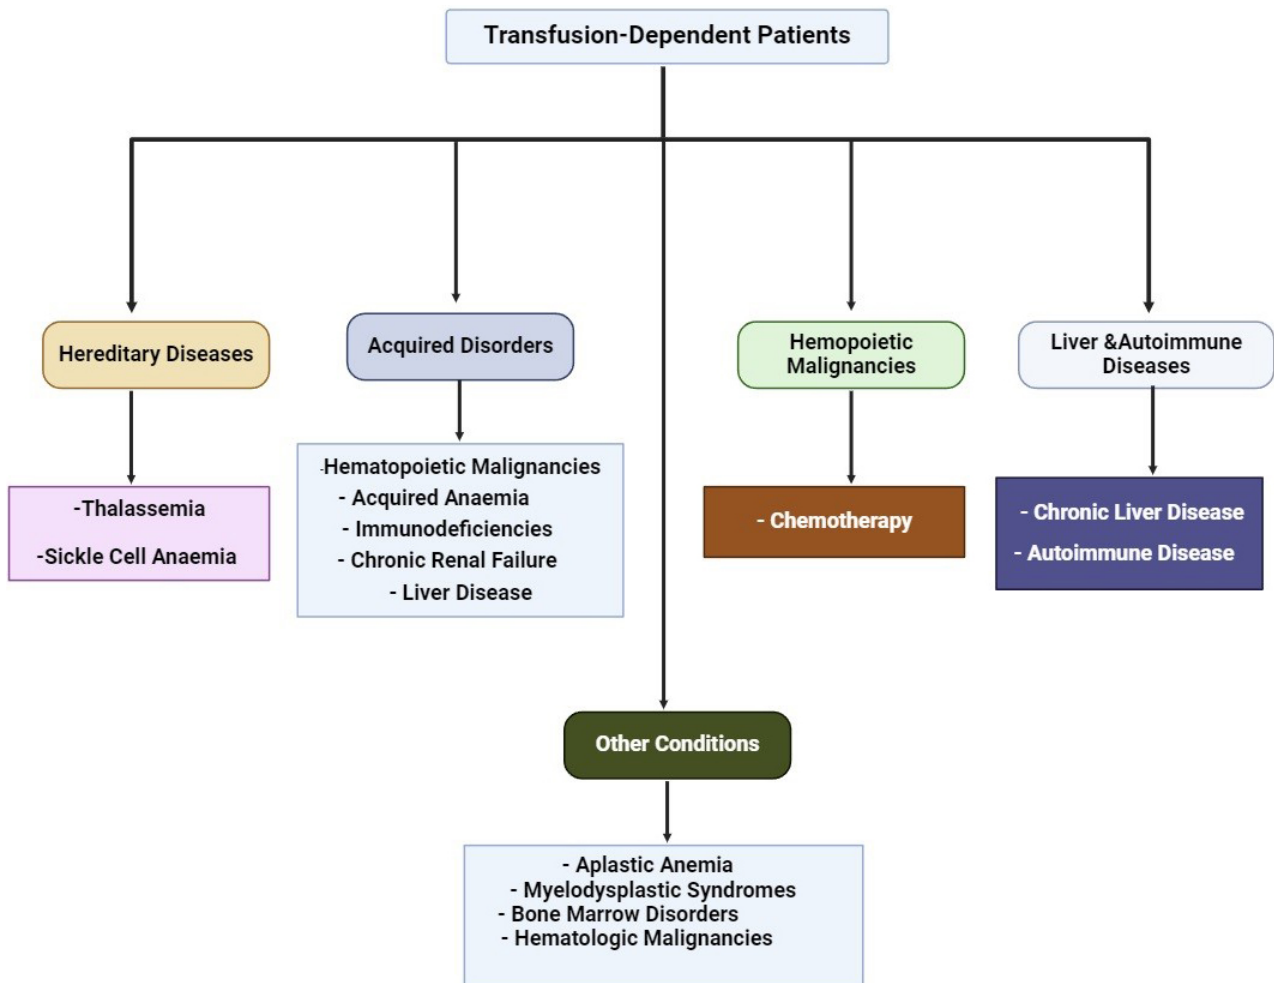 Transfusion-Dependent Patients
Hereditary Diseases
Acquired Disorders
Hemopoietic
Malignancies
Liver &Autoimmune
Diseases
-Thalassemia
-Sickle Cell Anaemia
-Hematopoietic Malignancies
- Acquired Anaemia
- Immunodeficiencies
- Chronic Renal Failure
- Liver Disease
- Chemotherapy
- Chronic Liver Disease
- Autoimmune Disease
Other Conditions
- Aplastic Anemia
- Myelodysplastic Syndromes
- Bone Marrow Disorders
- Hematologic Malignancies